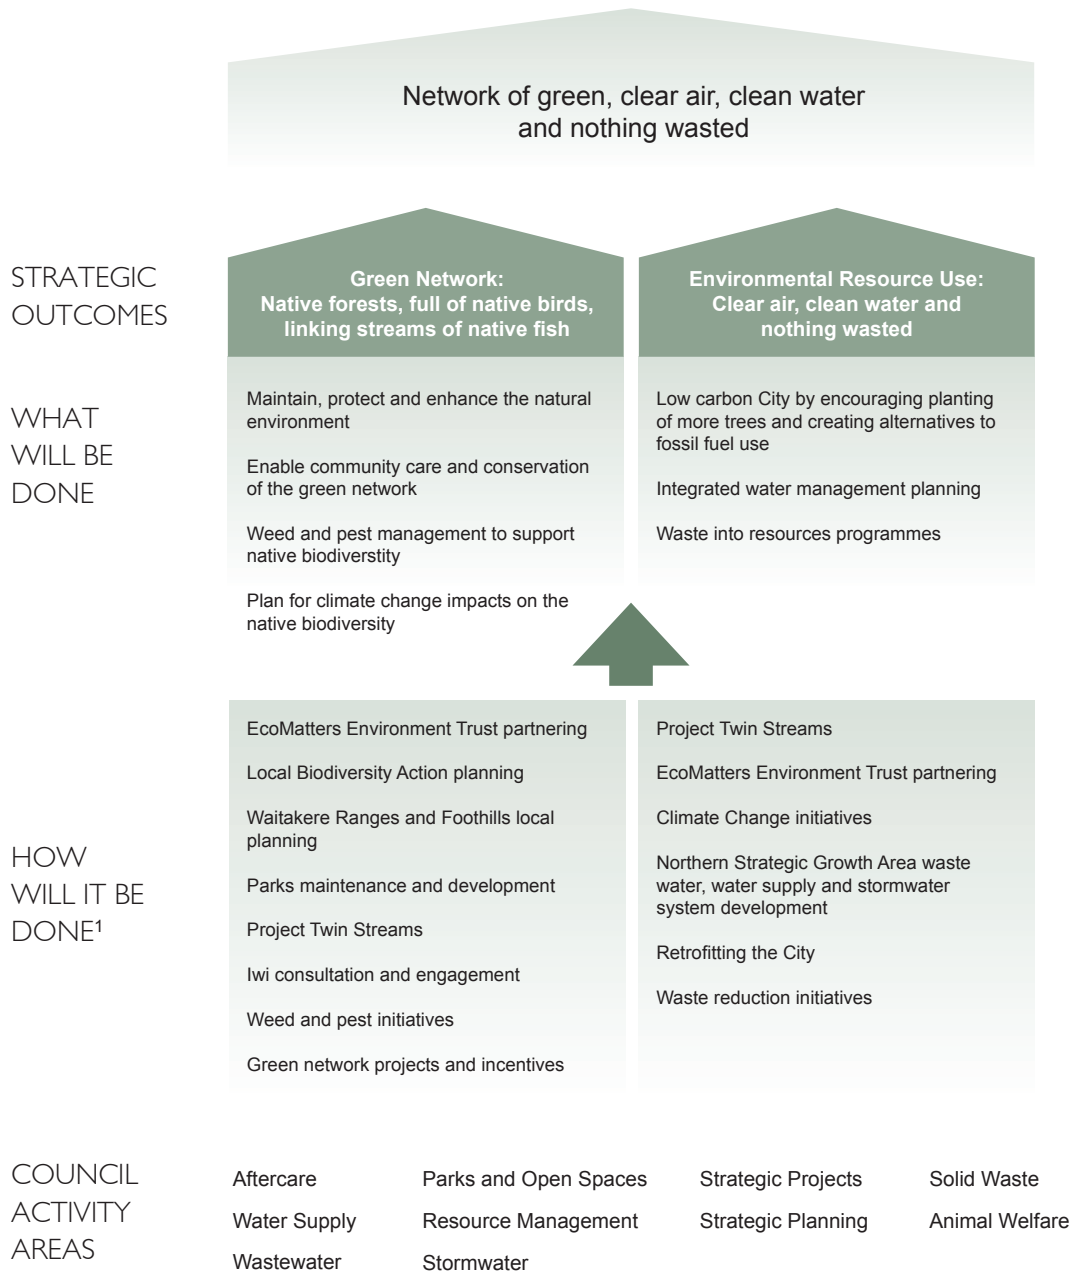 Network of green, clear air, clean water
and nothing wasted
STRATEGIC
OUTCOMES
Green Network:
Native forests, full of native birds,
linking streams of native fish
Environmental Resource Use:
Clear air, clean water and
nothing wasted
WHAT
WILL BE
DONE
Maintain, protect and enhance the natural
environment
Enable community care and conservation
of the green network
Weed and pest management to support
native biodiverstity
Plan for climate change impacts on the
native biodiversity
Low carbon City by encouraging planting
of more trees and creating alternatives to
fossil fuel use
Integrated water management planning
Waste into resources programmes
HOW
WILL IT BE
DONE¹
EcoMatters Environment Trust partnering
Local Biodiversity Action planning
Waitakere Ranges and Foothills local
planning
Parks maintenance and development
Project Twin Streams
Iwi consultation and engagement
Weed and pest initiatives
Green network projects and incentives
Project Twin Streams
EcoMatters Environment Trust partnering
Climate Change initiatives
Northern Strategic Growth Area waste
water, water supply and stormwater
system development
Retrofitting the City
Waste reduction initiatives
COUNCIL
ACTIVITY
AREAS
Aftercare
Water Supply
Wastewater
Parks and Open Spaces
Resource Management
Stormwater
Strategic Projects
Strategic Planning
Solid Waste
Animal Welfare